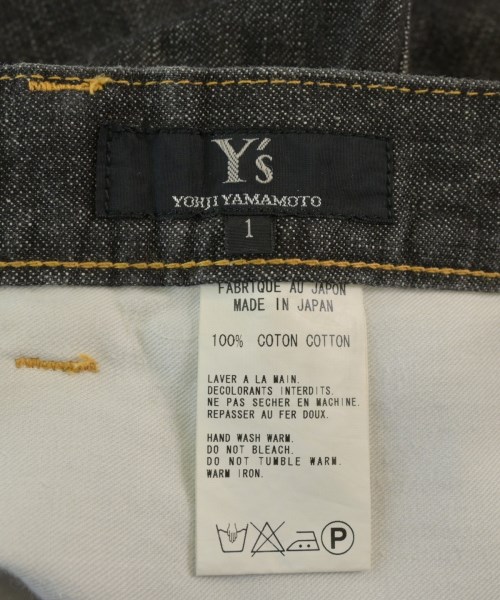 Y's
YOHJI YAMAMOTO
1
FABRIQUE AU JAPON
MADE IN JAPAN
100% COTON COTTON
LAVER A LA MAIN.
DECOLORANTS INTERDITS.
NE PAS SECHER EN MACHINE.
REPASSER AU FER DOUX.
HAND WASH WARM.
DO NOT BLEACH.
DO NOT TUMBLE WARM.
WARM IRON.
P